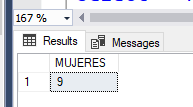 167 %
Results Messages
MUJERES
1 9